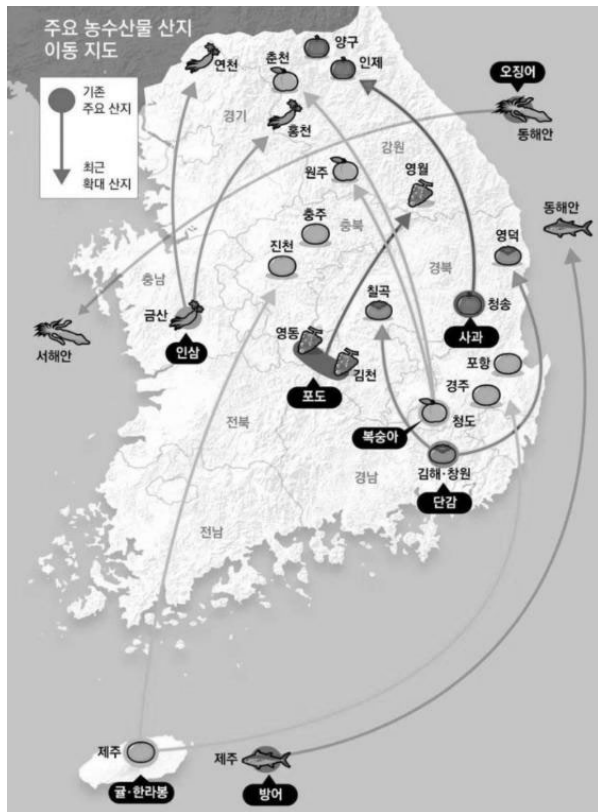 주요 농수산물 산지
이동 지도
기존
주요 산지
최근
확대 산지
연천
춘천
양구
인제
오징어
동해안
경기
홍천
강원
원주
영월
동해안
충주
충북
진천
영덕
충남
경북
칠곡
청송
사과
금산
인삼
서해안
영동
김천
포도
포항
경주
전북
복숭아
청도
경남
김해·창원
단감
전남
제주
귤·한라봉
제주
방어